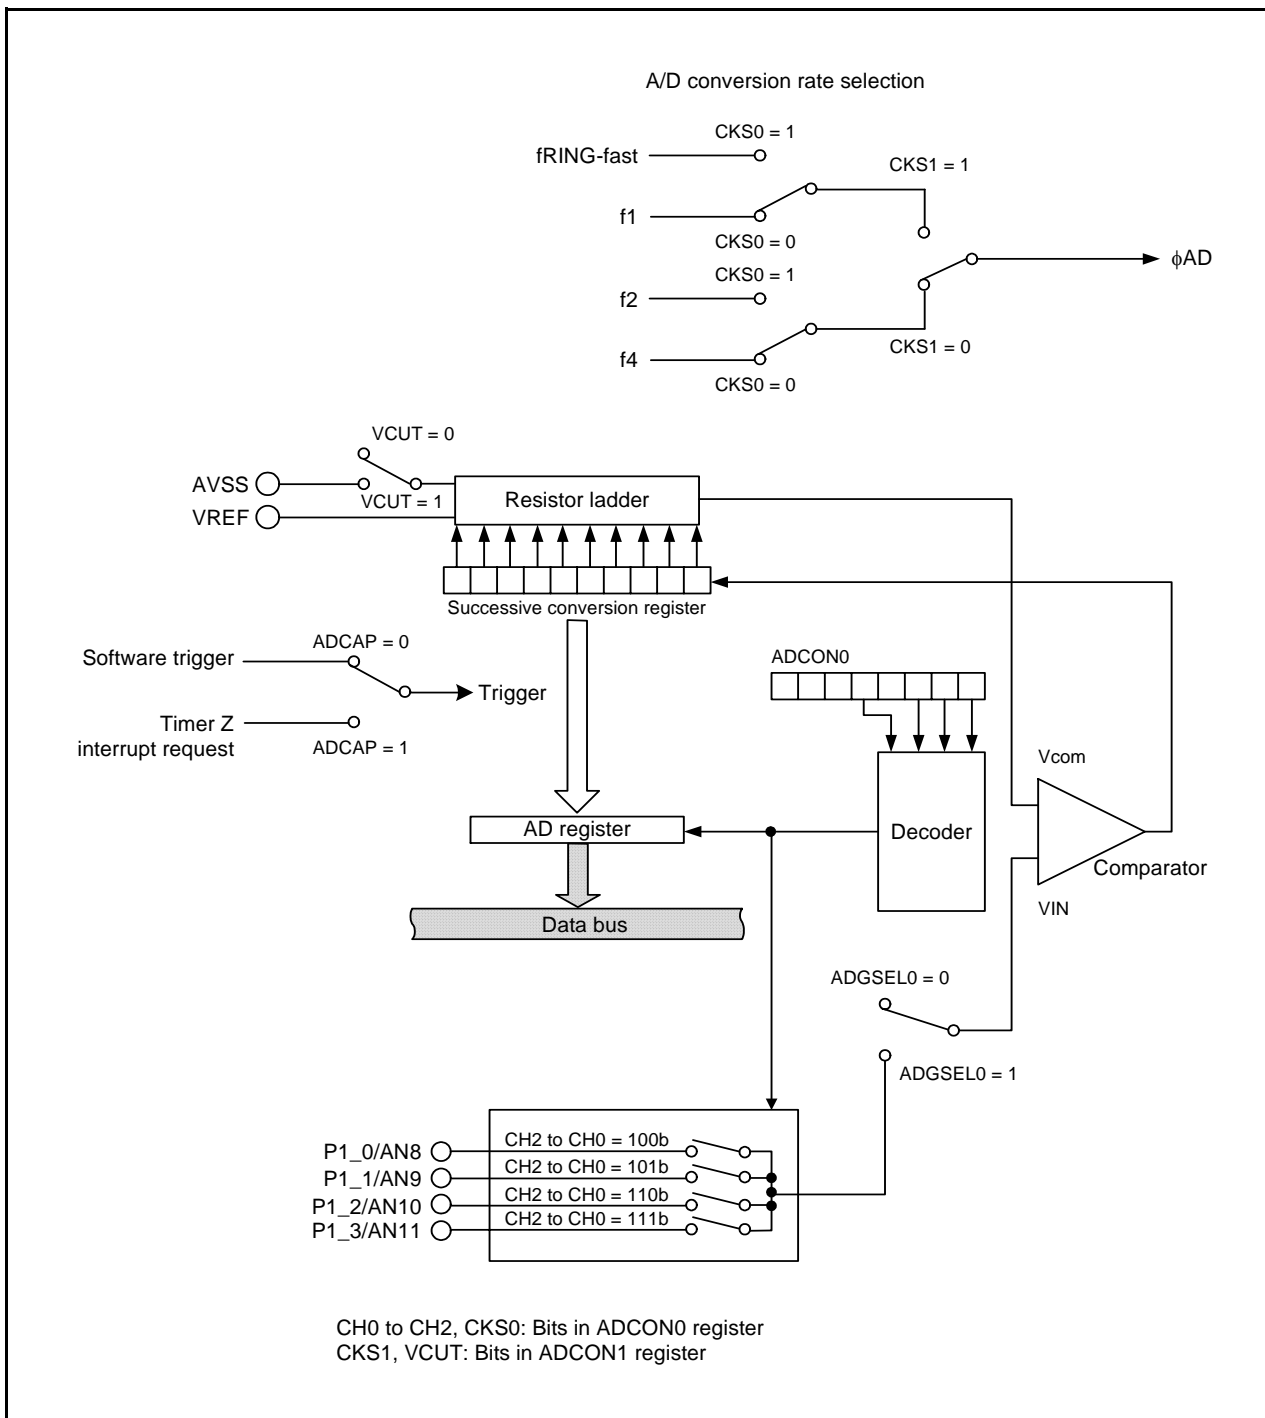 A/D conversion rate selection
CKS0 = 1
fRING-fast
CKS1 = 1
f1
CKS0 = 0
ϕAD
CKS0 = 1
f2
CKS1 = 0
f4
CKS0 = 0
VCUT = 0
AVSS
VCUT = 1
Resistor ladder
VREF
Successive conversion register
ADCAP = 0
Software trigger
Trigger
Timer Z
interrupt request
ADCAP = 1
ADCON0
Vcom
AD register
Decoder
Comparator
VIN
Data bus
ADGSEL0 = 0
ADGSEL0 = 1
P1_0/AN8
CH2 to CH0 = 100b
P1_1/AN9
CH2 to CH0 = 101b
P1_2/AN10
CH2 to CH0 = 110b
P1_3/AN11
CH2 to CH0 = 111b
CH0 to CH2, CKS0: Bits in ADCON0 register
CKS1, VCUT: Bits in ADCON1 register